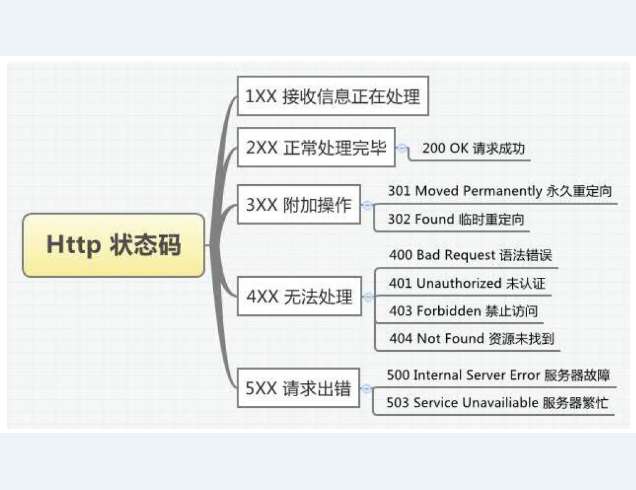 Http 状态码
1XX 接收信息正在处理
2XX 正常处理完毕
200 OK 请求成功
3XX 附加操作
301 Moved Permanently 永久重定向
302 Found 临时重定向
4XX 无法处理
400 Bad Request 语法错误
401 Unauthorized 未认证
403 Forbidden 禁止访问
404 Not Found 资源未找到
5XX 请求出错
500 Internal Server Error 服务器故障
503 Service Unavailiable 服务器繁忙